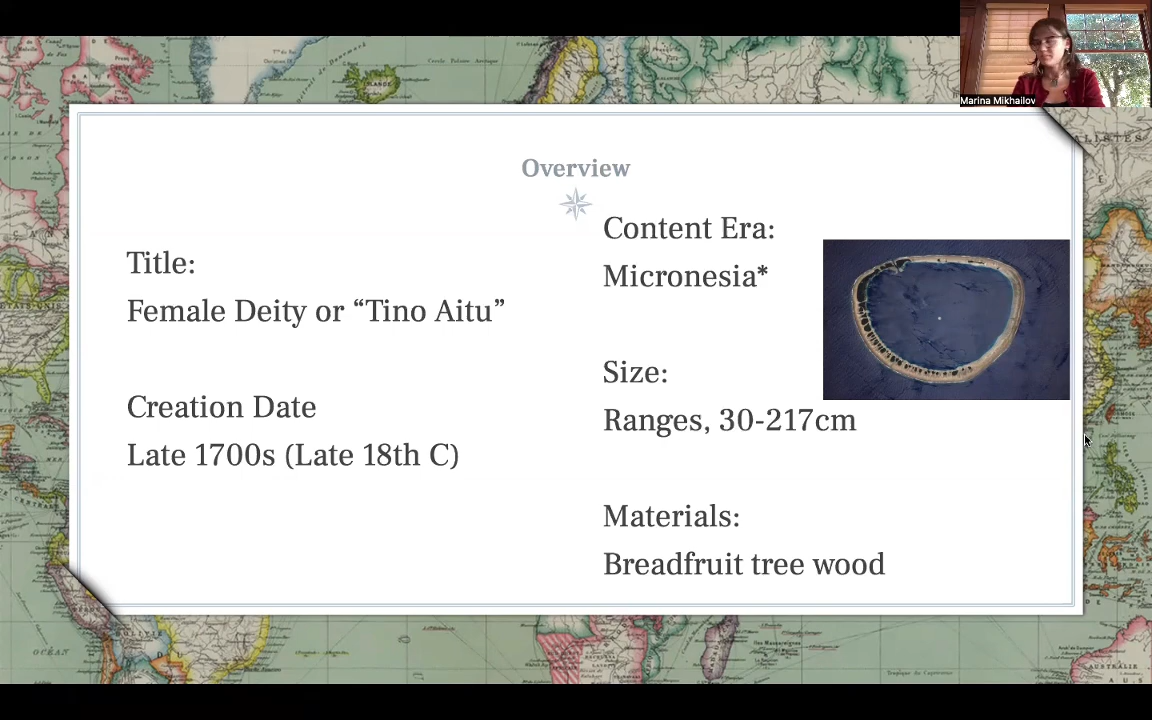 Marina Mikhailov
Overview
Title:
Female Deity or “Tino Aitu”
Creation Date
Late 1700s (Late 18th C)
Content Era:
Micronesia*
Size:
Ranges, 30-217cm
Materials:
Breadfruit tree wood
OCÉAN